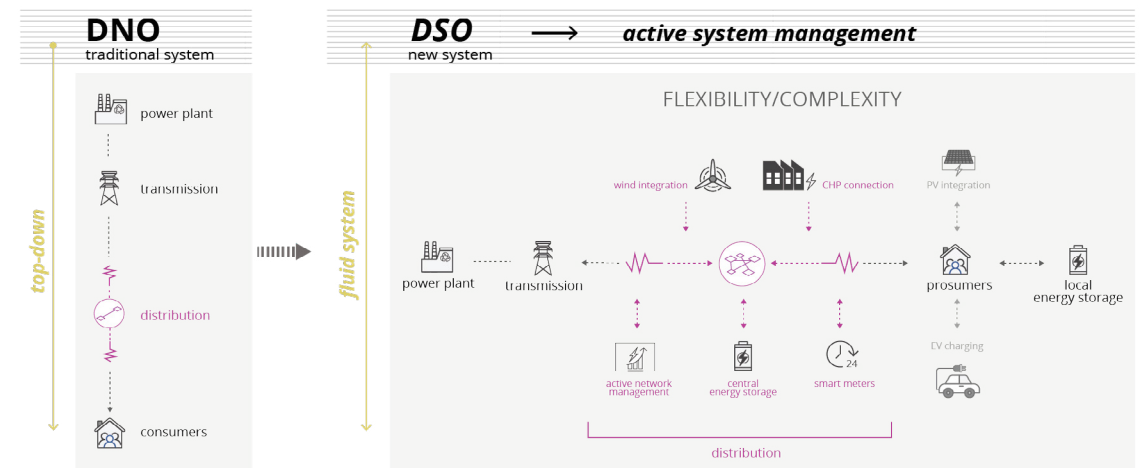 DNO
traditional system
top-down
power plant
transmission
distribution
consumers
DSO
new system
active system management
fluid system
FLEXIBILITY/COMPLEXITY
wind integration
CHP connection
PV integration
power plant
transmission
prosumers
local
energy storage
active network
management
central
energy storage
24
smart meters
EV charging
distribution